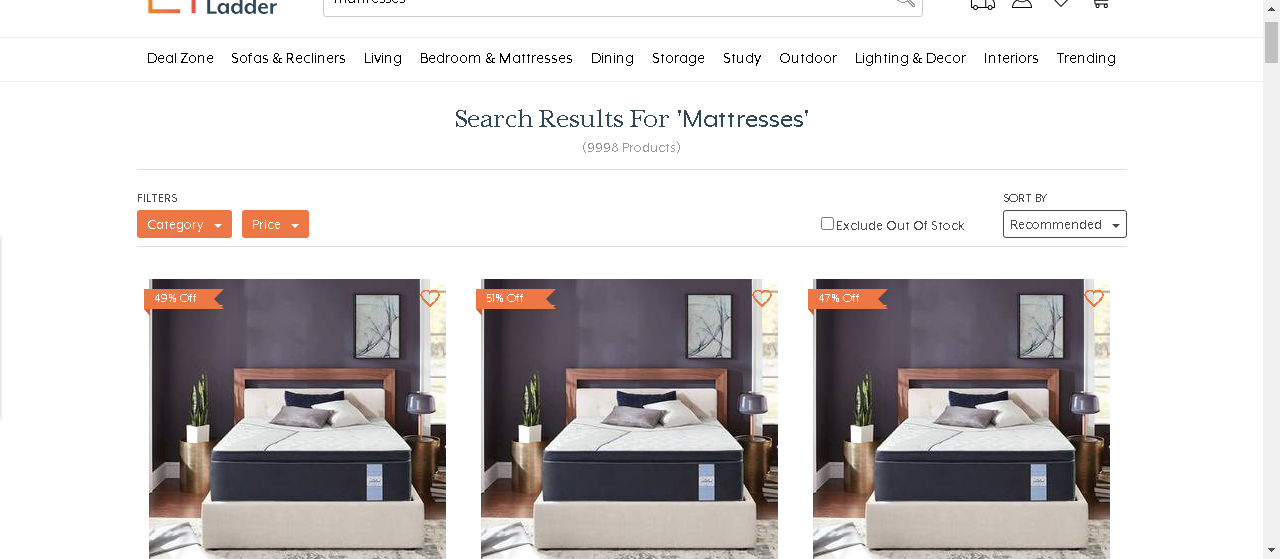 Ladder
mattresses
Deal Zone Sofas & Recliners Living Bedroom & Mattresses Dining Storage Study Outdoor Lighting & Decor Interiors Trending
Search Results For 'Mattresses'
(9998 Products)
FILTERS
SORT BY
Category
Price
Exclude Out Of Stock
Recommended
49% Off
51% Off
47% Off